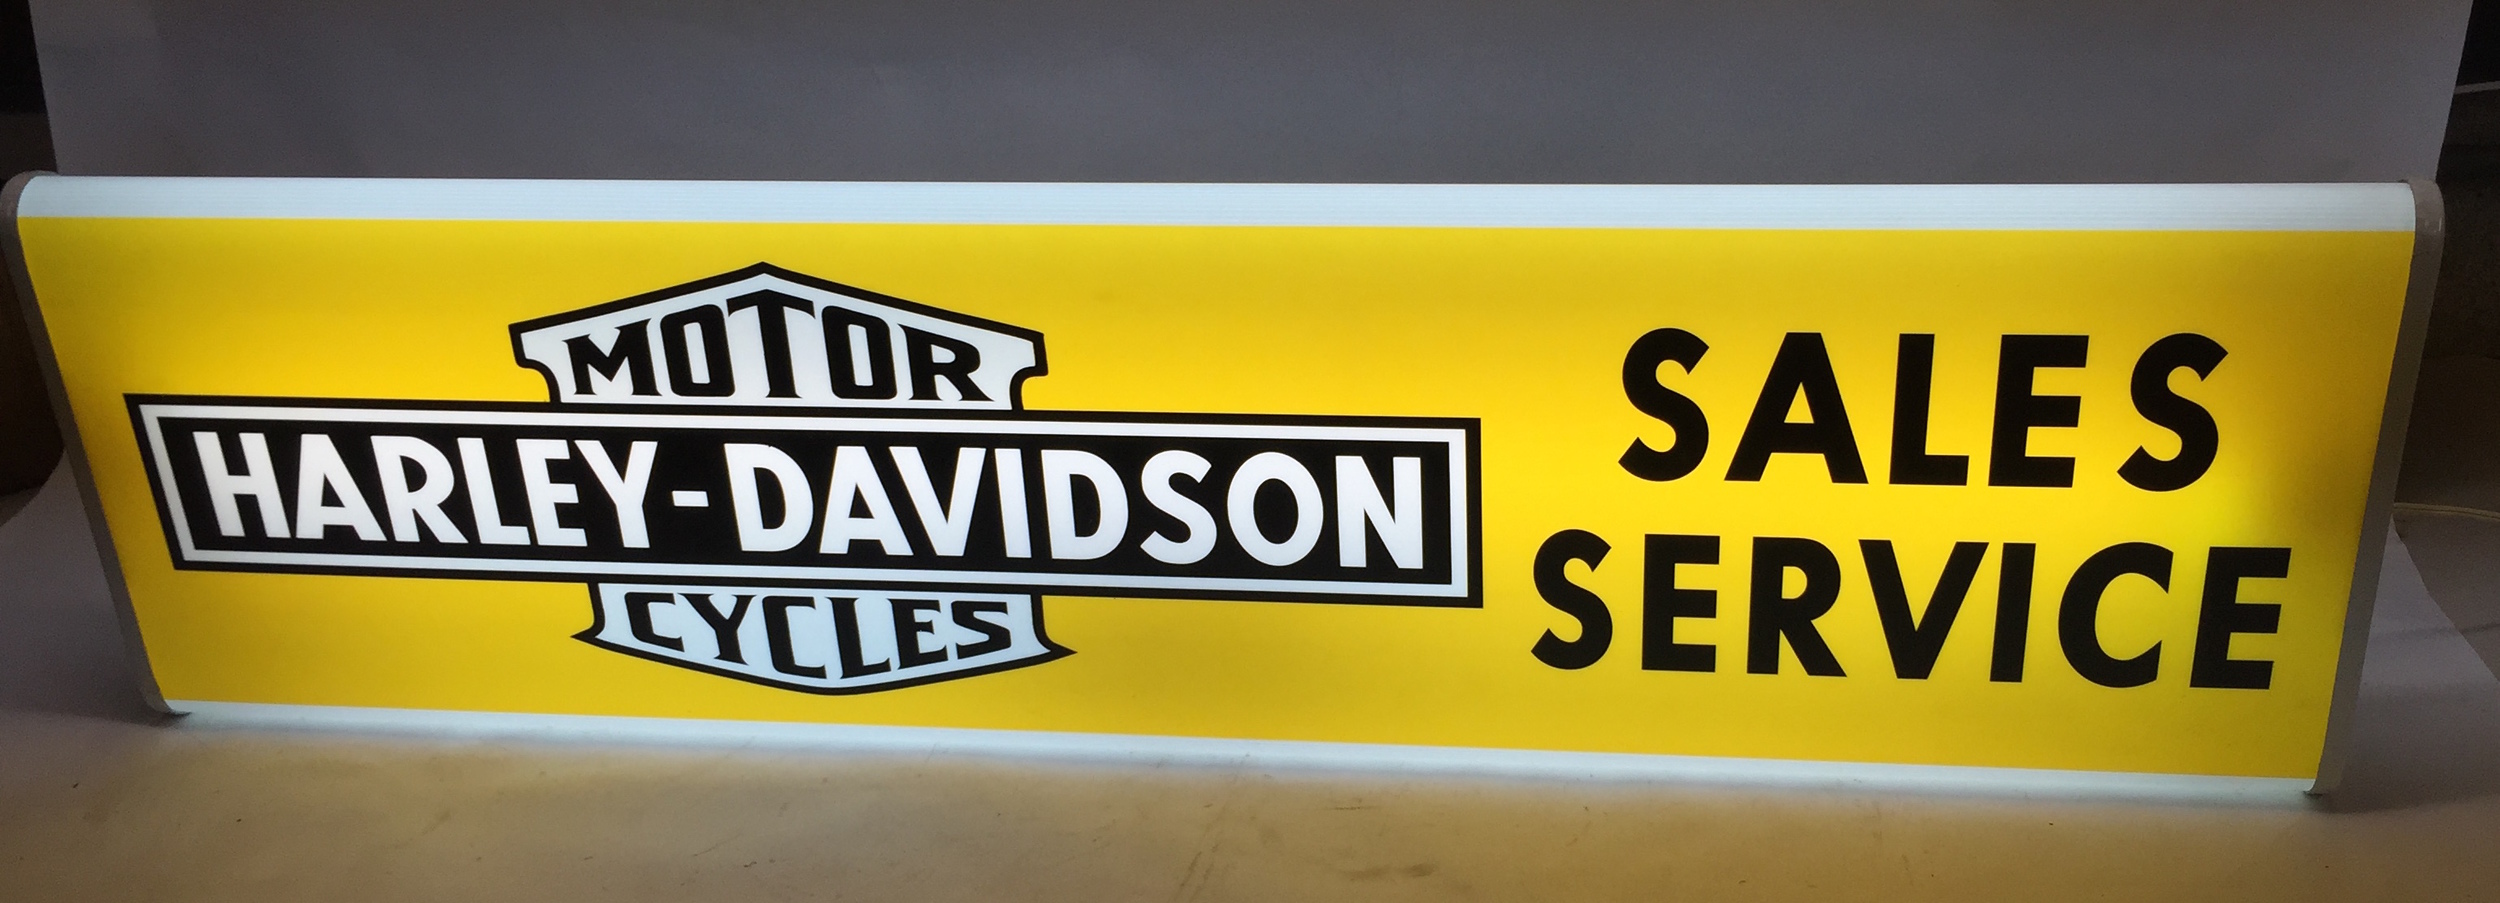 MOTOR
HARLEY-DAVIDSON
CYCLES
SALES
SERVICE